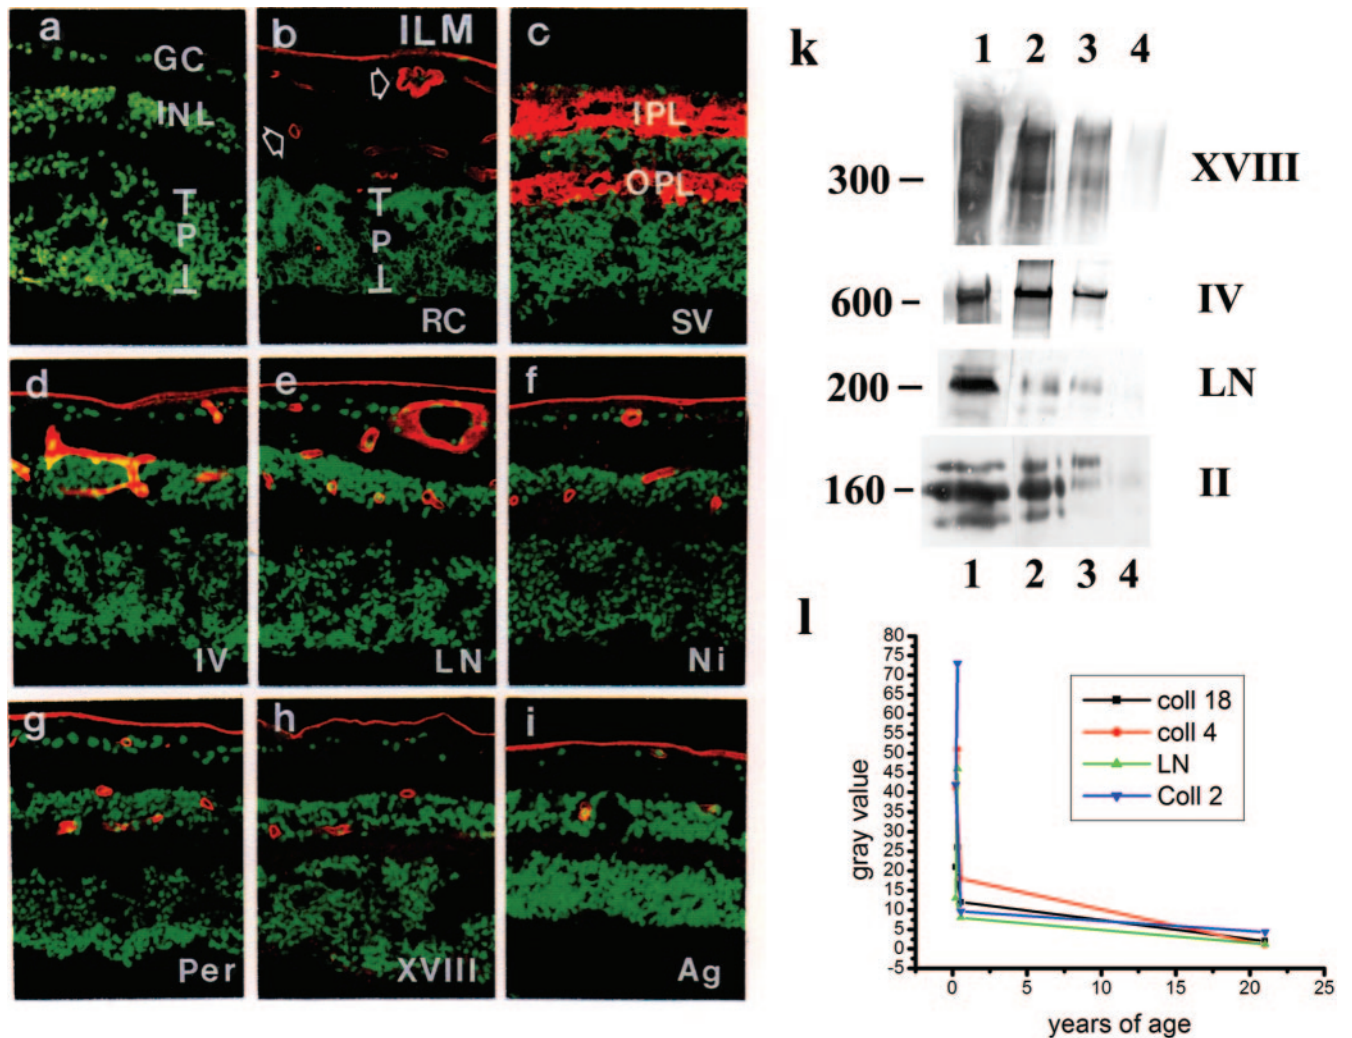 a
GC
INL
T
P
b
ILM
T
P
RC
c
IPL
OPL
SV
d
IV
e
LN
f
Ni
g
Per
h
XVIII
i
Ag
k
1 2 3 4
300
XVIII
600
IV
200
LN
160
II
1 2 3 4
l
80
75
70
65
60
55
50
45
40
35
30
25
20
15
10
5
0
-5
gray value
coll 18
coll 4
LN
Coll 2
0 5 10 15 20 25
years of age